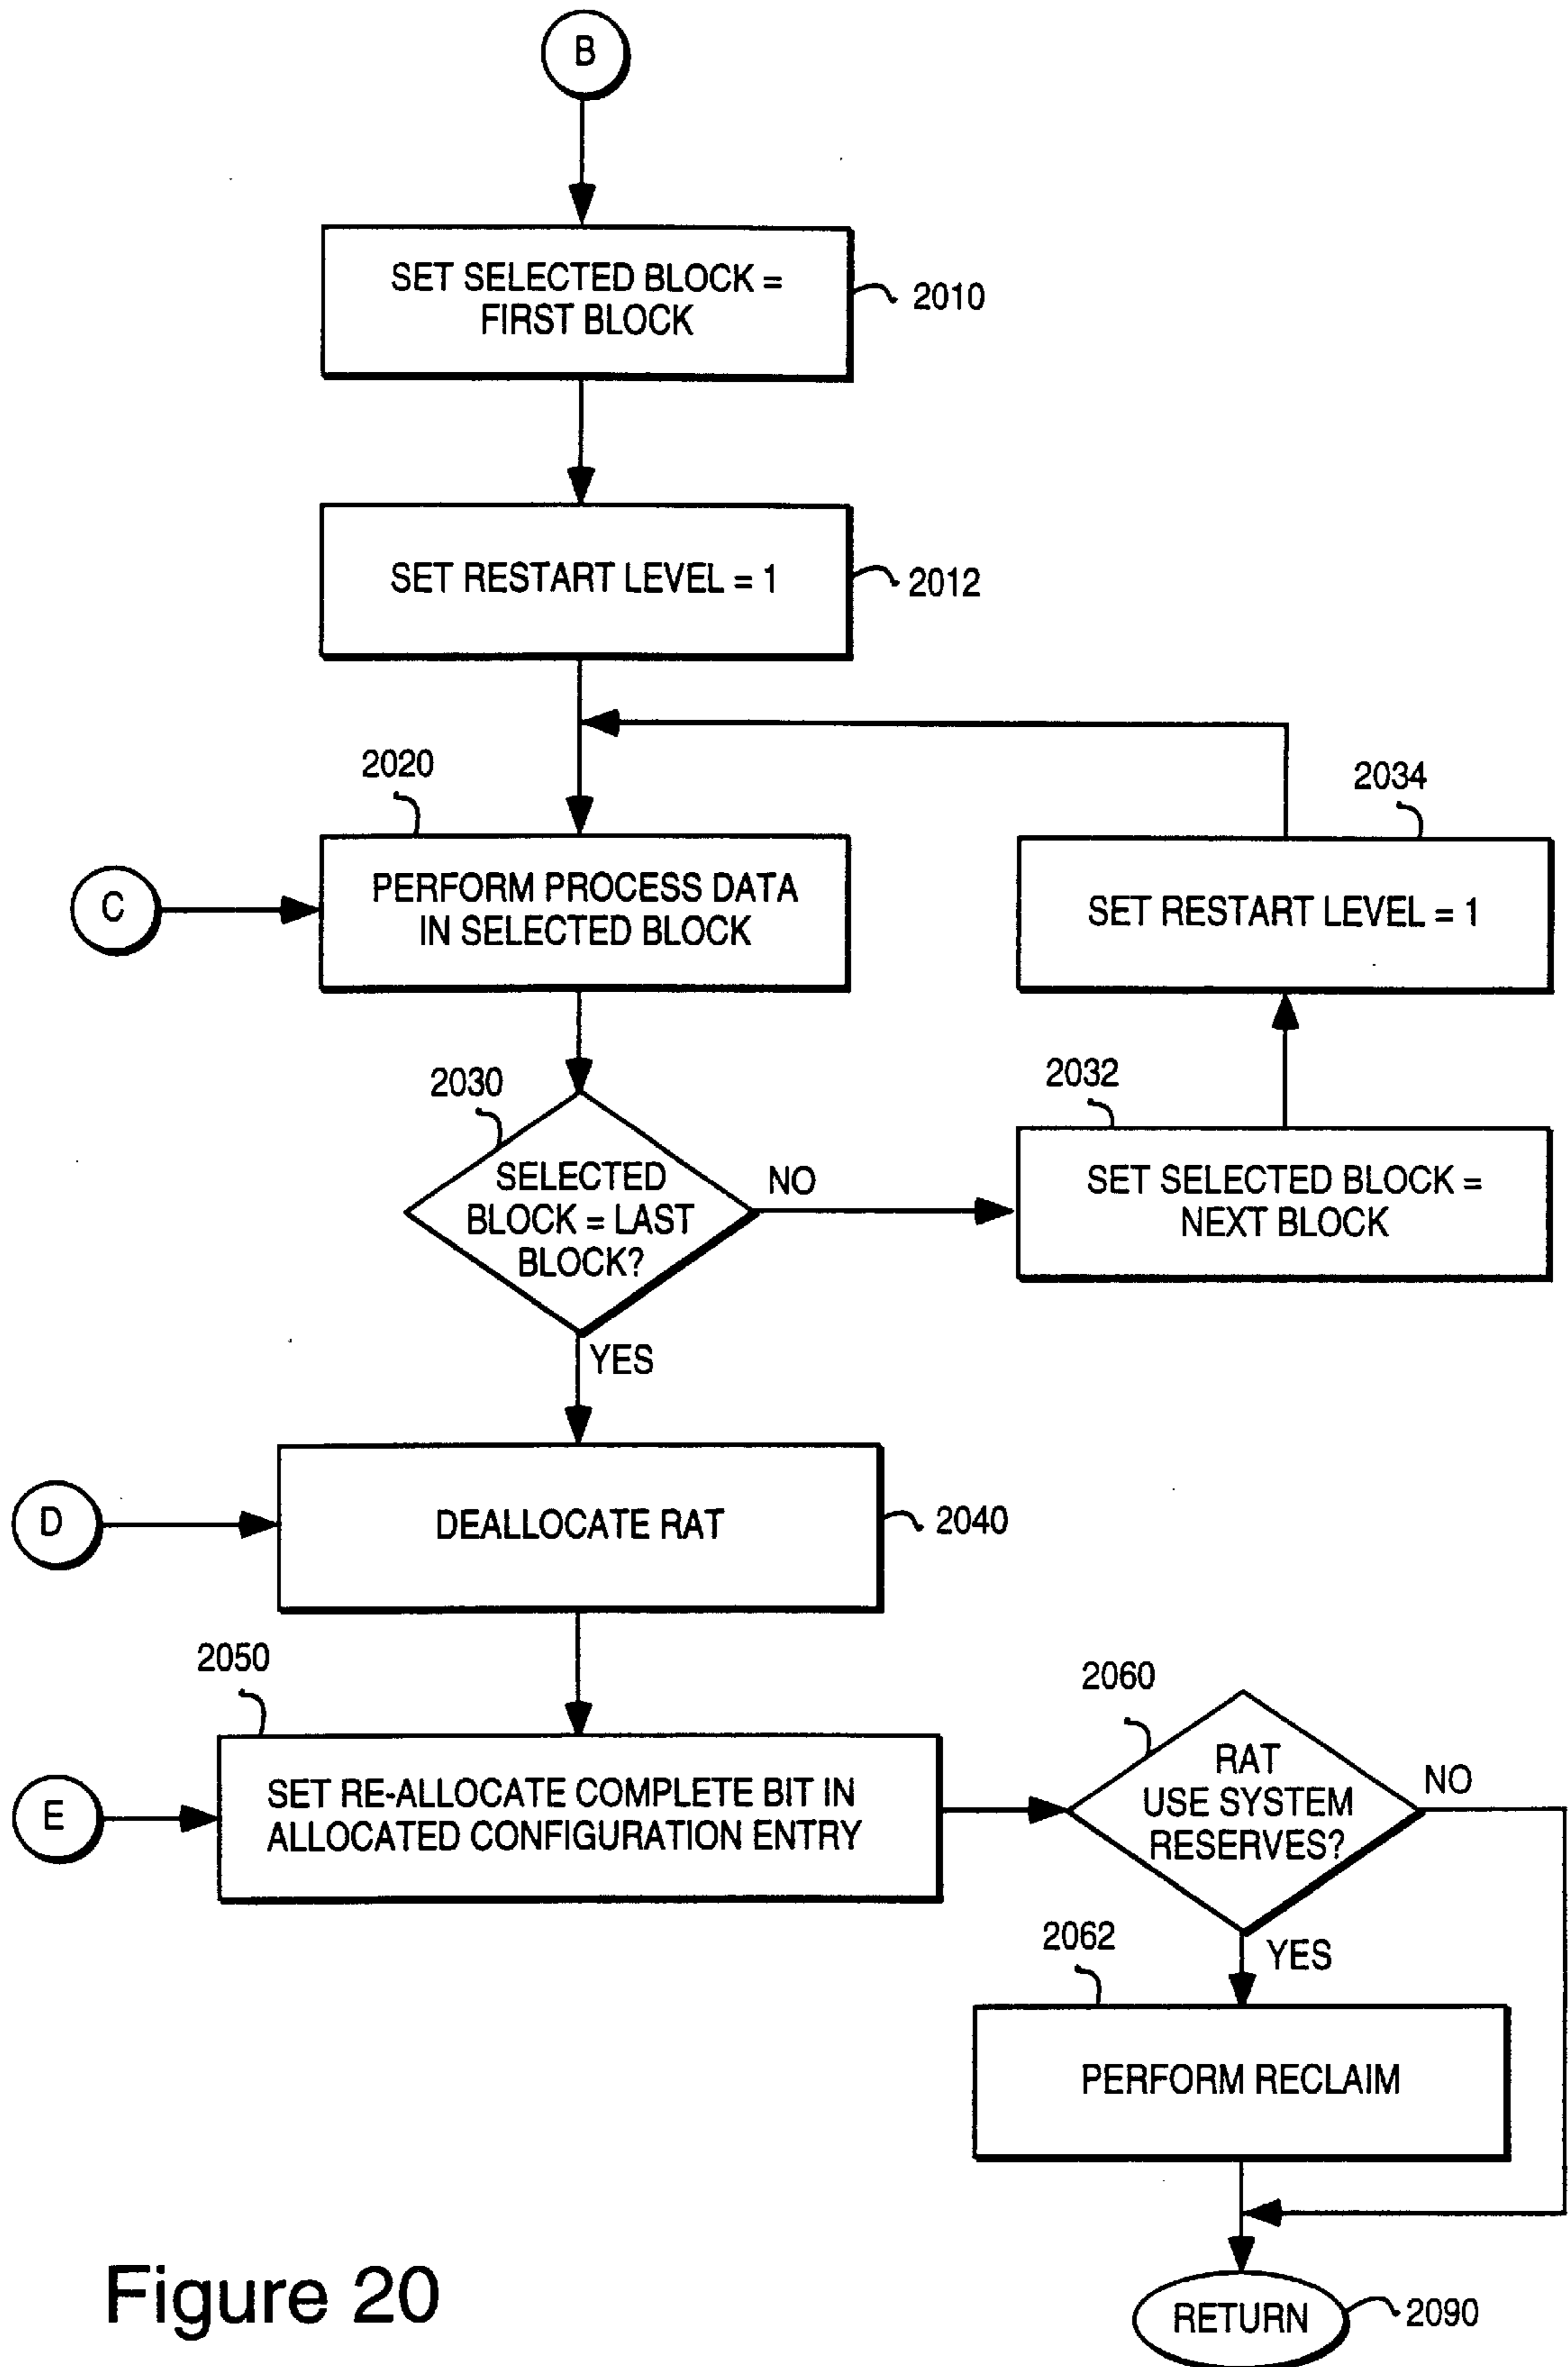 B
SET SELECTED BLOCK =
FIRST BLOCK
2010
SET RESTART LEVEL = 1
2012
2020
2034
C
PERFORM PROCESS DATA
IN SELECTED BLOCK
SET RESTART LEVEL = 1
2030
2032
SELECTED
BLOCK = LAST
BLOCK?
NO
SET SELECTED BLOCK =
NEXT BLOCK
YES
D
DEALLOCATE RAT
2040
2050
2060
E
SET RE-ALLOCATE COMPLETE BIT IN
ALLOCATED CONFIGURATION ENTRY
RAT
USE SYSTEM
RESERVES?
NO
YES
2062
PERFORM RECLAIM
Figure 20
RETURN
2090